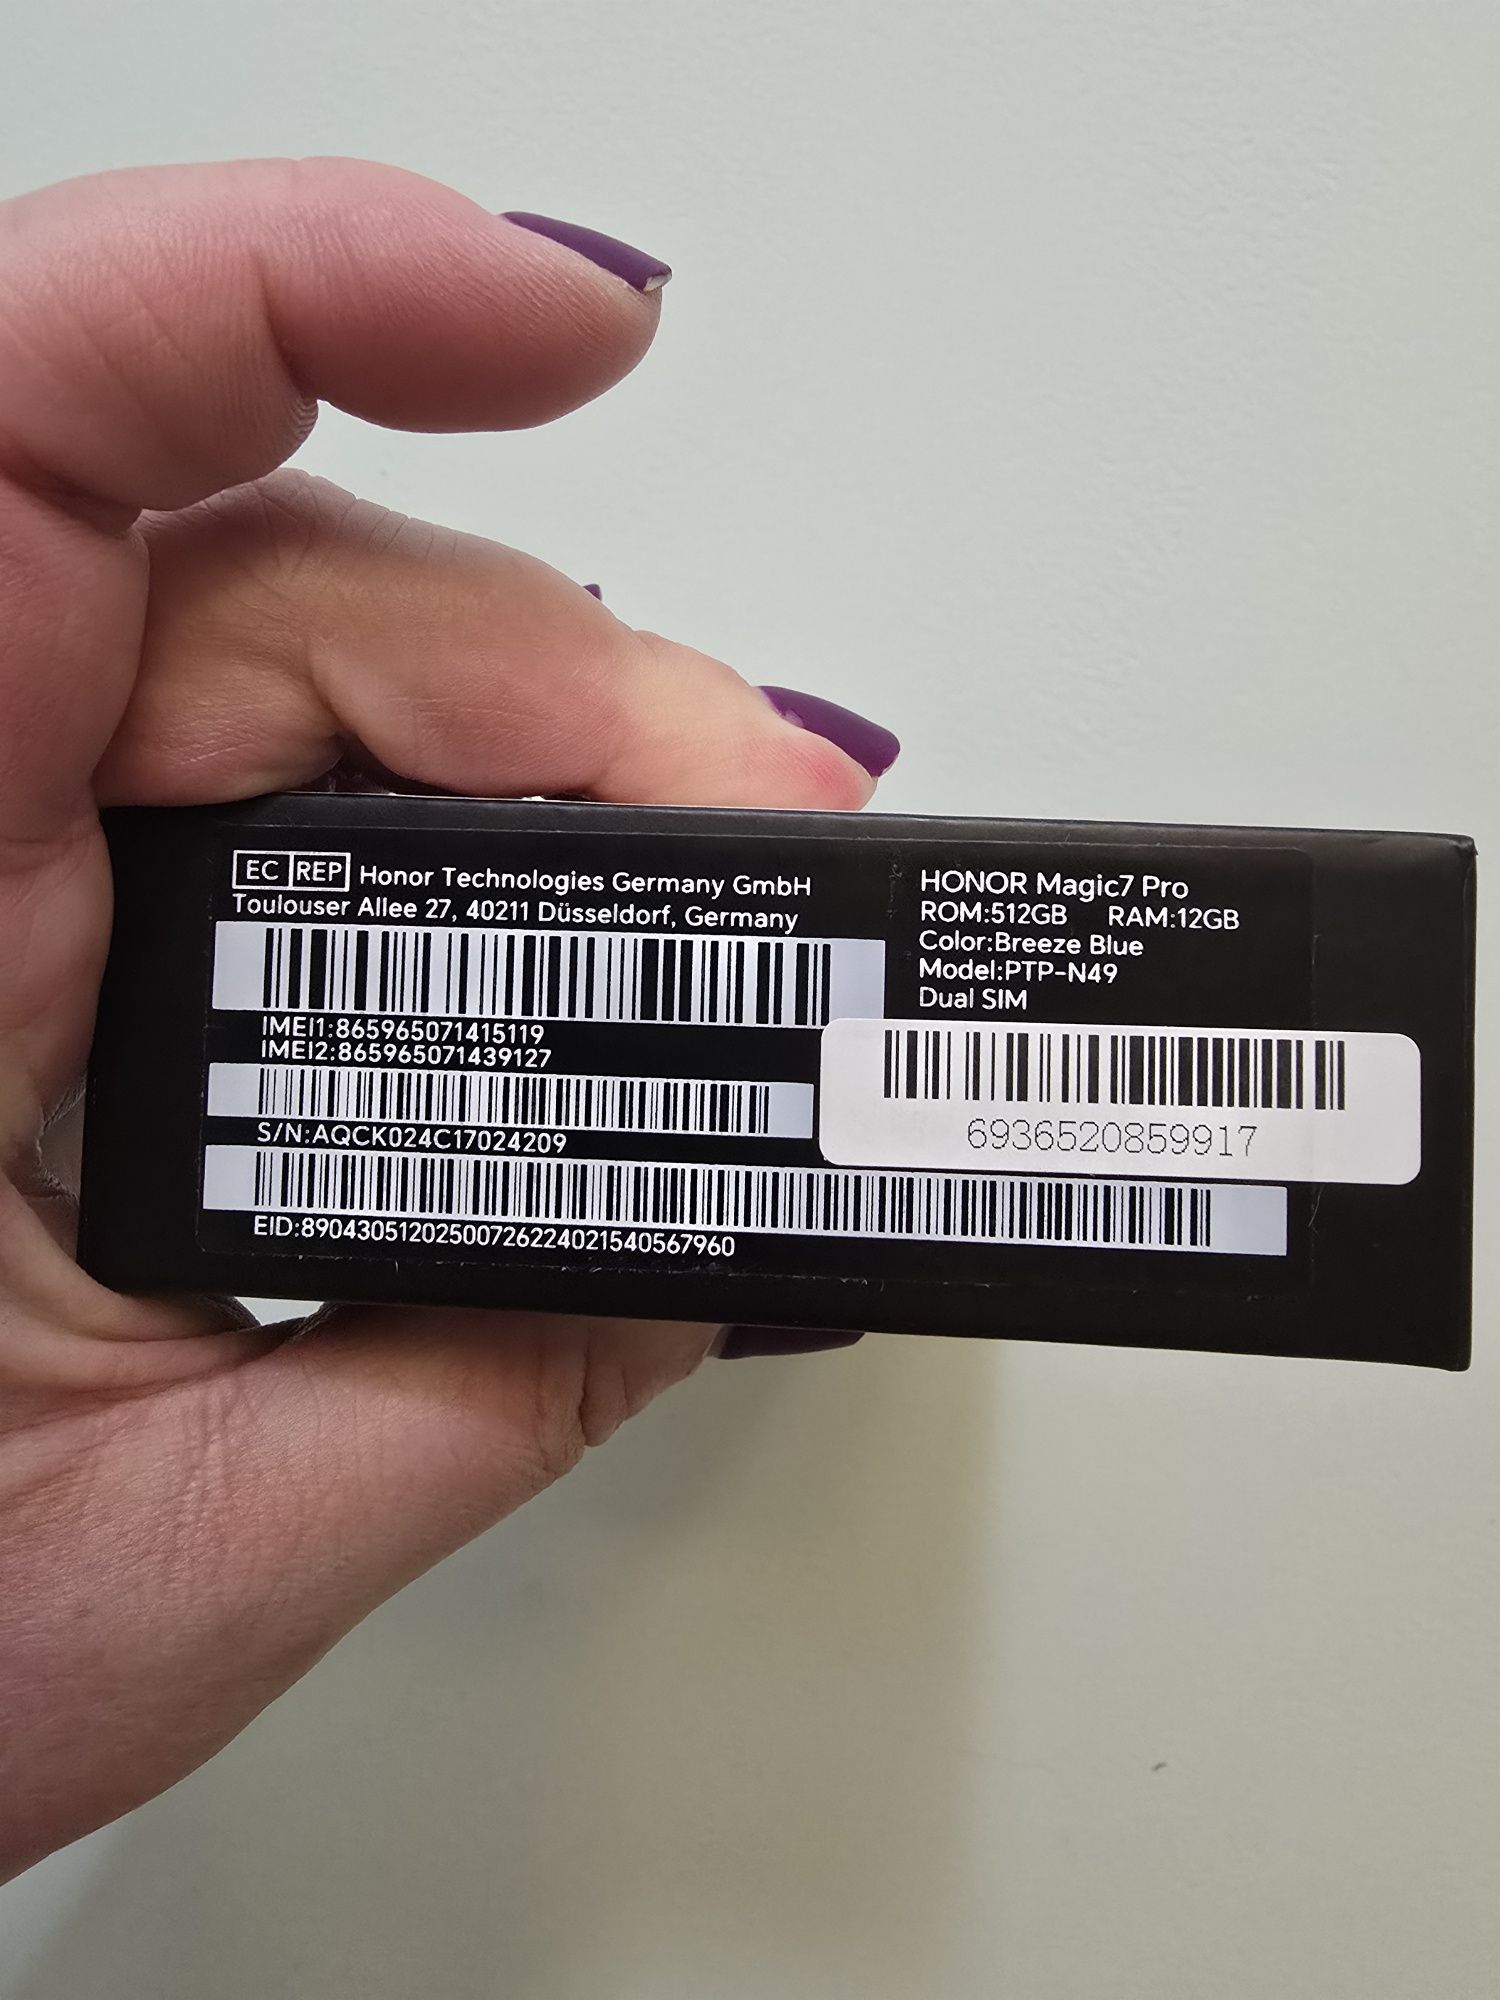 EC REP Honor Technologies Germany GmbH
Toulouser Allee 27, 40211 Düsseldorf, Germany
IMEI1:865965071415119
IMEI2:865965071439127
S/N:AQCK024C17024209
EID:89043051202500726224021540567960
HONOR Magic7 Pro
ROM:512GB RAM:12GB
Color:Breeze Blue
Model:PTP-N49
Dual SIM
6936520859917